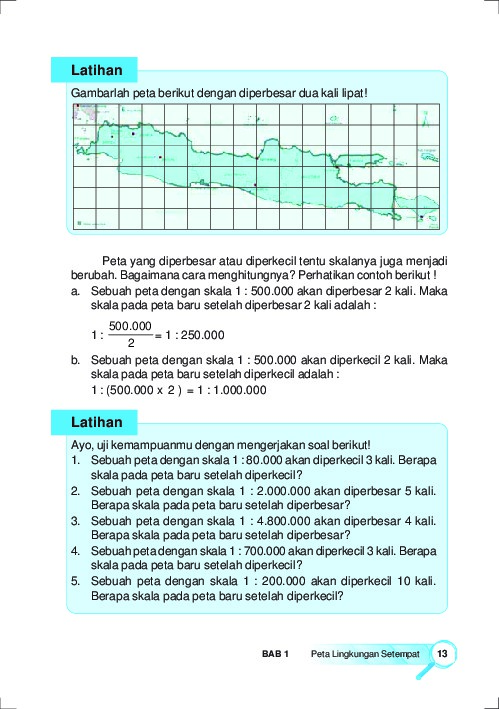 Latihan
Gambarlah peta berikut dengan diperbesar dua kali lipat!
Peta yang diperbesar atau diperkecil tentu skalanya juga menjadi
berubah. Bagaimana cara menghitungnya? Perhatikan contoh berikut !
a. Sebuah peta dengan skala 1 : 500.000 akan diperbesar 2 kali. Maka
skala pada peta baru setelah diperbesar 2 kali adalah :
1 : 500.000 / 2 = 1 : 250.000
b. Sebuah peta dengan skala 1 : 500.000 akan diperkecil 2 kali. Maka
skala pada peta baru setelah diperkecil adalah :
1 : (500.000 x 2 ) = 1 : 1.000.000
Latihan
Ayo, uji kemampuanmu dengan mengerjakan soal berikut!
1. Sebuah peta dengan skala 1 : 80.000 akan diperkecil 3 kali. Berapa
skala pada peta baru setelah diperkecil?
2. Sebuah peta dengan skala 1 : 2.000.000 akan diperbesar 5 kali.
Berapa skala pada peta baru setelah diperbesar?
3. Sebuah peta dengan skala 1 : 4.800.000 akan diperbesar 4 kali.
Berapa skala pada peta baru setelah diperbesar?
4. Sebuah peta dengan skala 1 : 700.000 akan diperkecil 3 kali. Berapa
skala pada peta baru setelah diperkecil?
5. Sebuah peta dengan skala 1 : 200.000 akan diperkecil 10 kali.
Berapa skala pada peta baru setelah diperkecil?
BAB 1 Peta Lingkungan Setempat 13